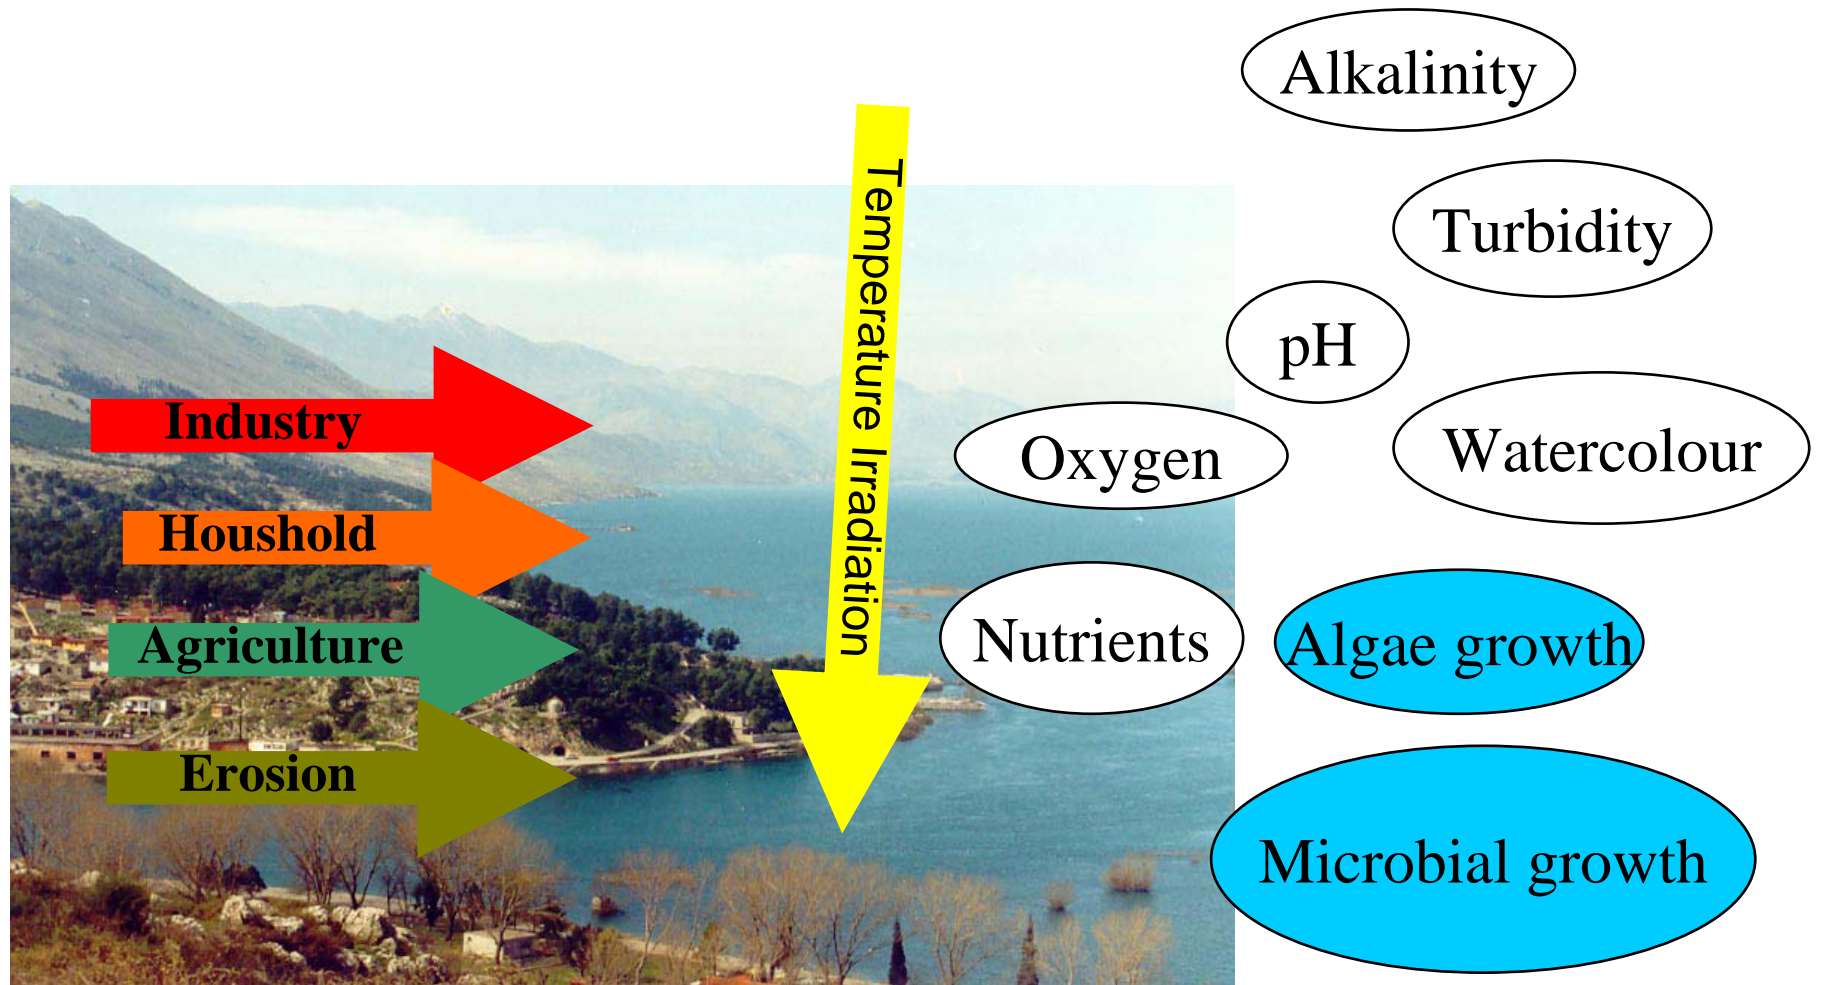 Alkalinity
Turbidity
pH
Watercolour
Oxygen
Temperature Irradiation
Industry
Houshold
Agriculture
Erosion
Nutrients
Algae growth
Microbial growth